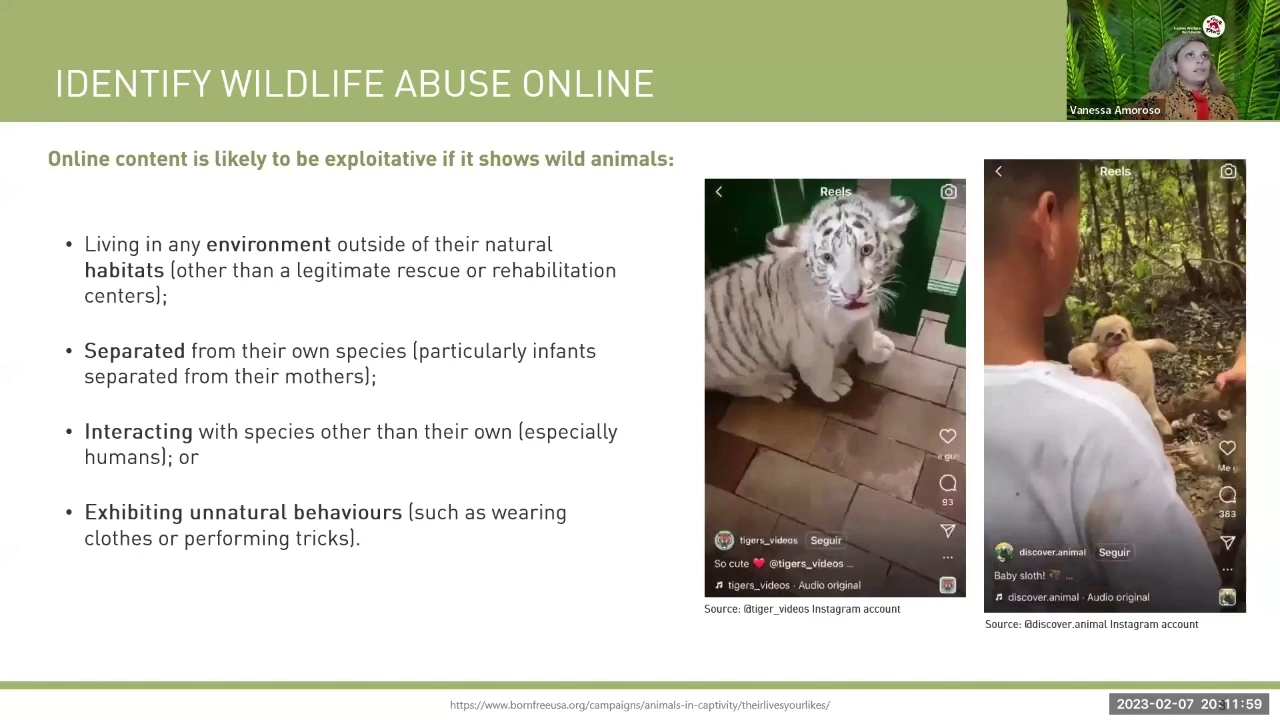 IDENTIFY WILDLIFE ABUSE ONLINE
Vanessa Amoroso
Online content is likely to be exploitative if it shows wild animals:
• Living in any environment outside of their natural
habitats (other than a legitimate rescue or rehabilitation
centers);
• Separated from their own species (particularly infants
separated from their mothers);
• Interacting with species other than their own (especially
humans); or
• Exhibiting unnatural behaviours (such as wearing
clothes or performing tricks).
Reels
93
tigers_videos Seguir
So cute ❤️ @tigers_videos ...
tigers_videos · Audio original
Source: @tiger_videos Instagram account
Reels
Me g
383
discover.animal Seguir
Baby sloth! ...
discover.animal · Audio original
Source: @discover.animal Instagram account
https://www.bornfreeusa.org/campaigns/animals-in-captivity/theirlivesyourlikes/
2023-02-07 20:11:59